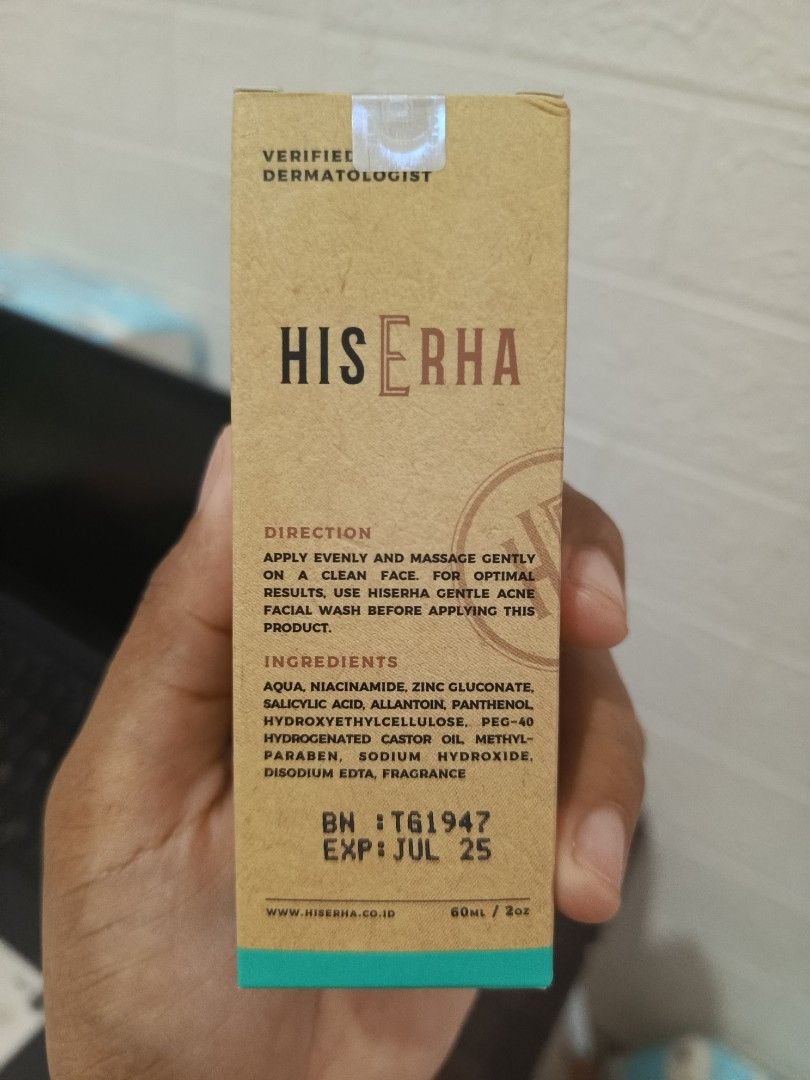 VERIFIED
DERMATOLOGIST
HISERHA
DIRECTION
APPLY EVENLY AND MASSAGE GENTLY
ON A CLEAN FACE. FOR OPTIMAL
RESULTS, USE HISERHA GENTLE ACNE
FACIAL WASH BEFORE APPLYING THIS
PRODUCT.
INGREDIENTS
AQUA, NIACINAMIDE, ZINC GLUCONATE,
SALICYLIC ACID, ALLANTOIN, PANTHENOL,
HYDROXYETHYLCELLULOSE, PEG-40
HYDROGENATED CASTOR OIL, METHYL-
PARABEN, SODIUM HYDROXIDE,
DISODIUM EDTA, FRAGRANCE
BN :TG1947
EXP:JUL 25
WWW.HISERHA.CO.ID 60ML / 2OZ